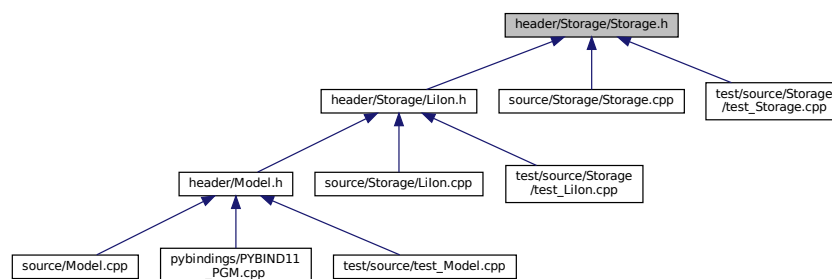 header/Storage/Storage.h
header/Storage/LiIon.h
source/Storage/Storage.cpp
test/source/Storage
/test_Storage.cpp
header/Model.h
source/Storage/LiIon.cpp
test/source/Storage
/test_LiIon.cpp
source/Model.cpp
pybindings/PYBIND11
_PGM.cpp
test/source/test_Model.cpp